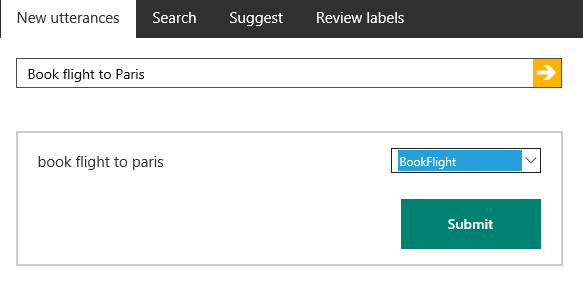 New utterances Search Suggest Review labels
Book flight to Paris
book flight to paris BookFlight
Submit